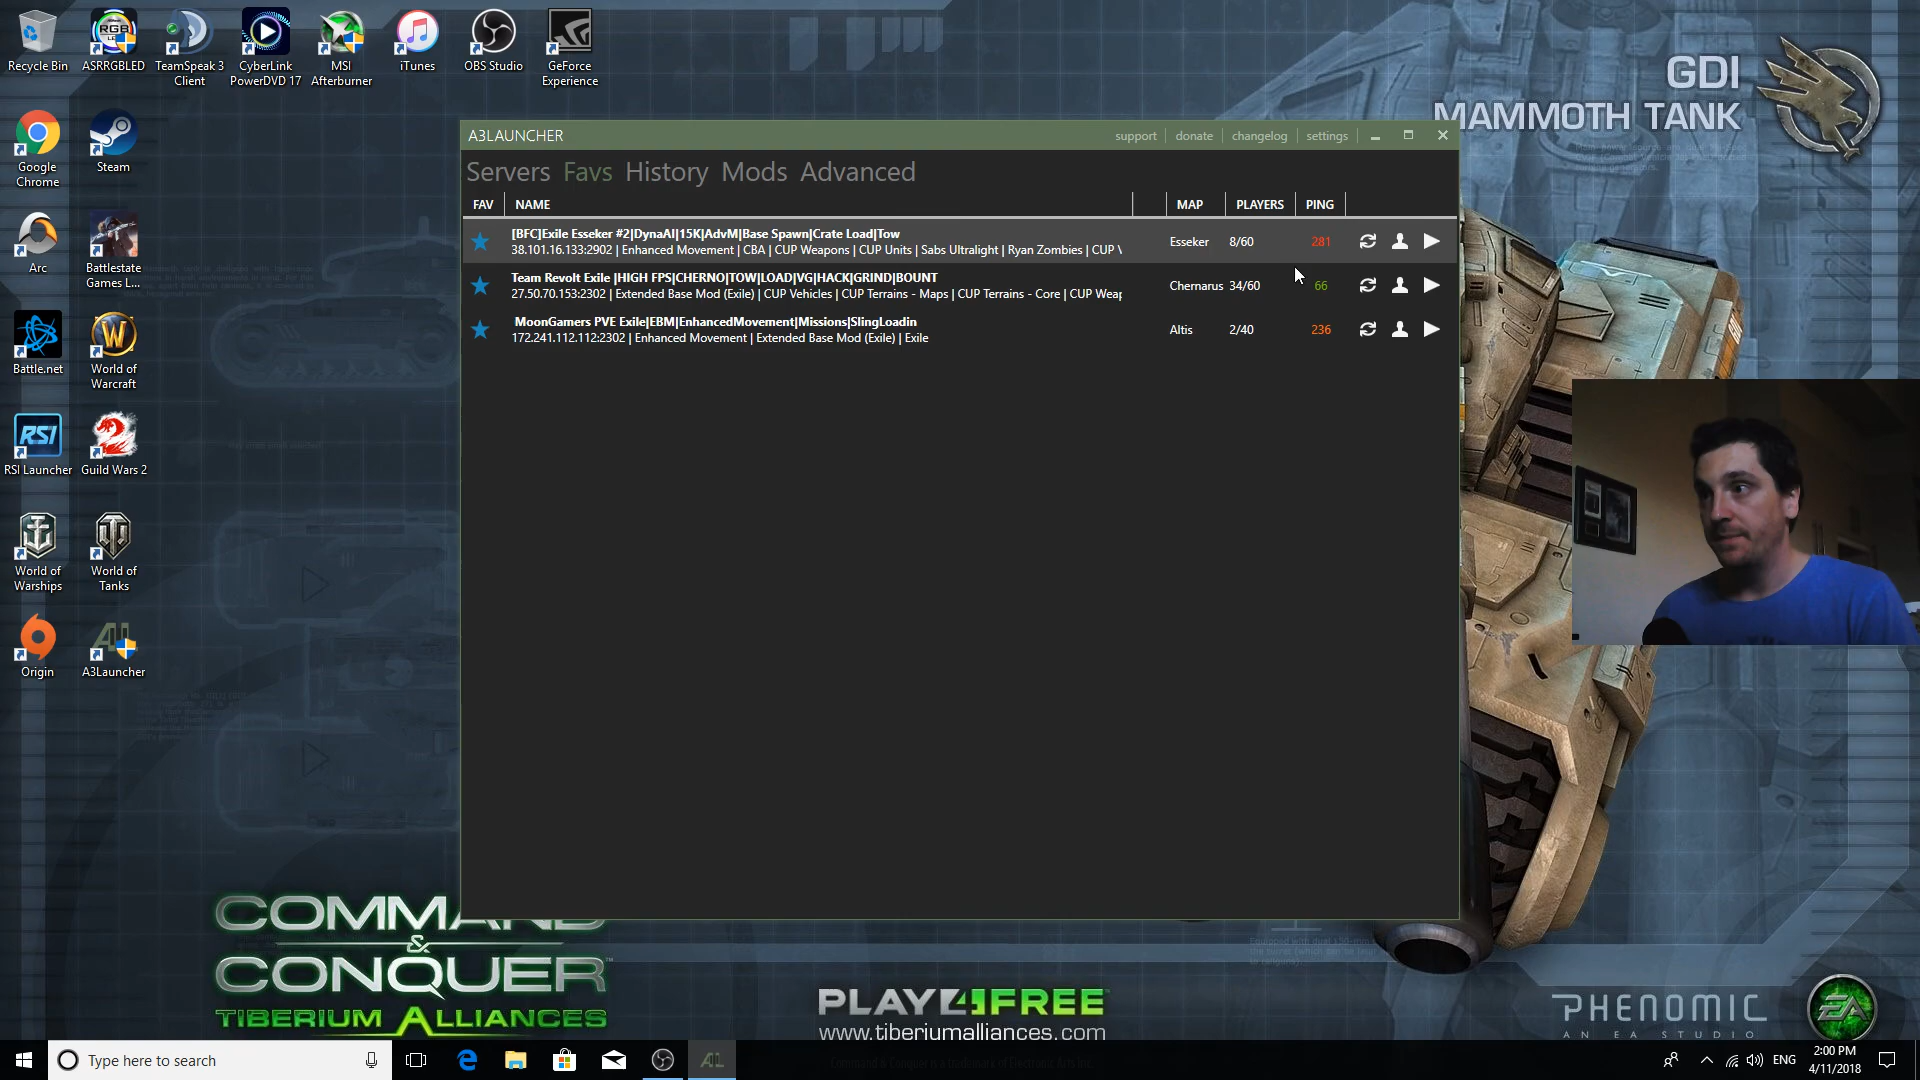 Recycle Bin
ASRRGBLED
TeamSpeak 3 Client
CyberLink PowerDVD 17
MSI Afterburner
iTunes
OBS Studio
GeForce Experience
GDI
MAMMOTH TANK
Google Chrome
Steam
A3LAUNCHER
support
donate
changelog
settings
Servers Favs History Mods Advanced
FAV NAME MAP PLAYERS PING
[BFC]Exile Esseker #2|DynaAI|15K|AdvM|Base Spawn|Crate Load|Tow
38.101.16.133:2902 | Enhanced Movement | CBA | CUP Weapons | CUP Units | Sabs Ultralight | Ryan Zombies | CUP V
Esseker 8/60 281
Team Revolt Exile |HIGH FPS|CHERNO|TOW|LOAD|VG|HACK|GRIND|BOUNT
27.50.70.153:2302 | Extended Base Mod (Exile) | CUP Vehicles | CUP Terrains - Maps | CUP Terrains - Core | CUP Weap
Chernarus 34/60 66
MoonGamers PVE Exile|EBM|EnhancedMovement|Missions|SlingLoadin
172.241.112.112:2302 | Enhanced Movement | Extended Base Mod (Exile) | Exile
Altis 2/40 236
Arc
Battlestate Games L...
Battle.net
World of Warcraft
RSI
RSI Launcher
Guild Wars 2
World of Warships
World of Tanks
Origin
A3Launcher
COMMAND
&
CONQUER
TIBERIUM ALLIANCES
PLAY4FREE
www.tiberiumalliances.com
PHENOMIC
AN EA STUDIO
EA
Type here to search
ENG
2:00 PM
4/11/2018